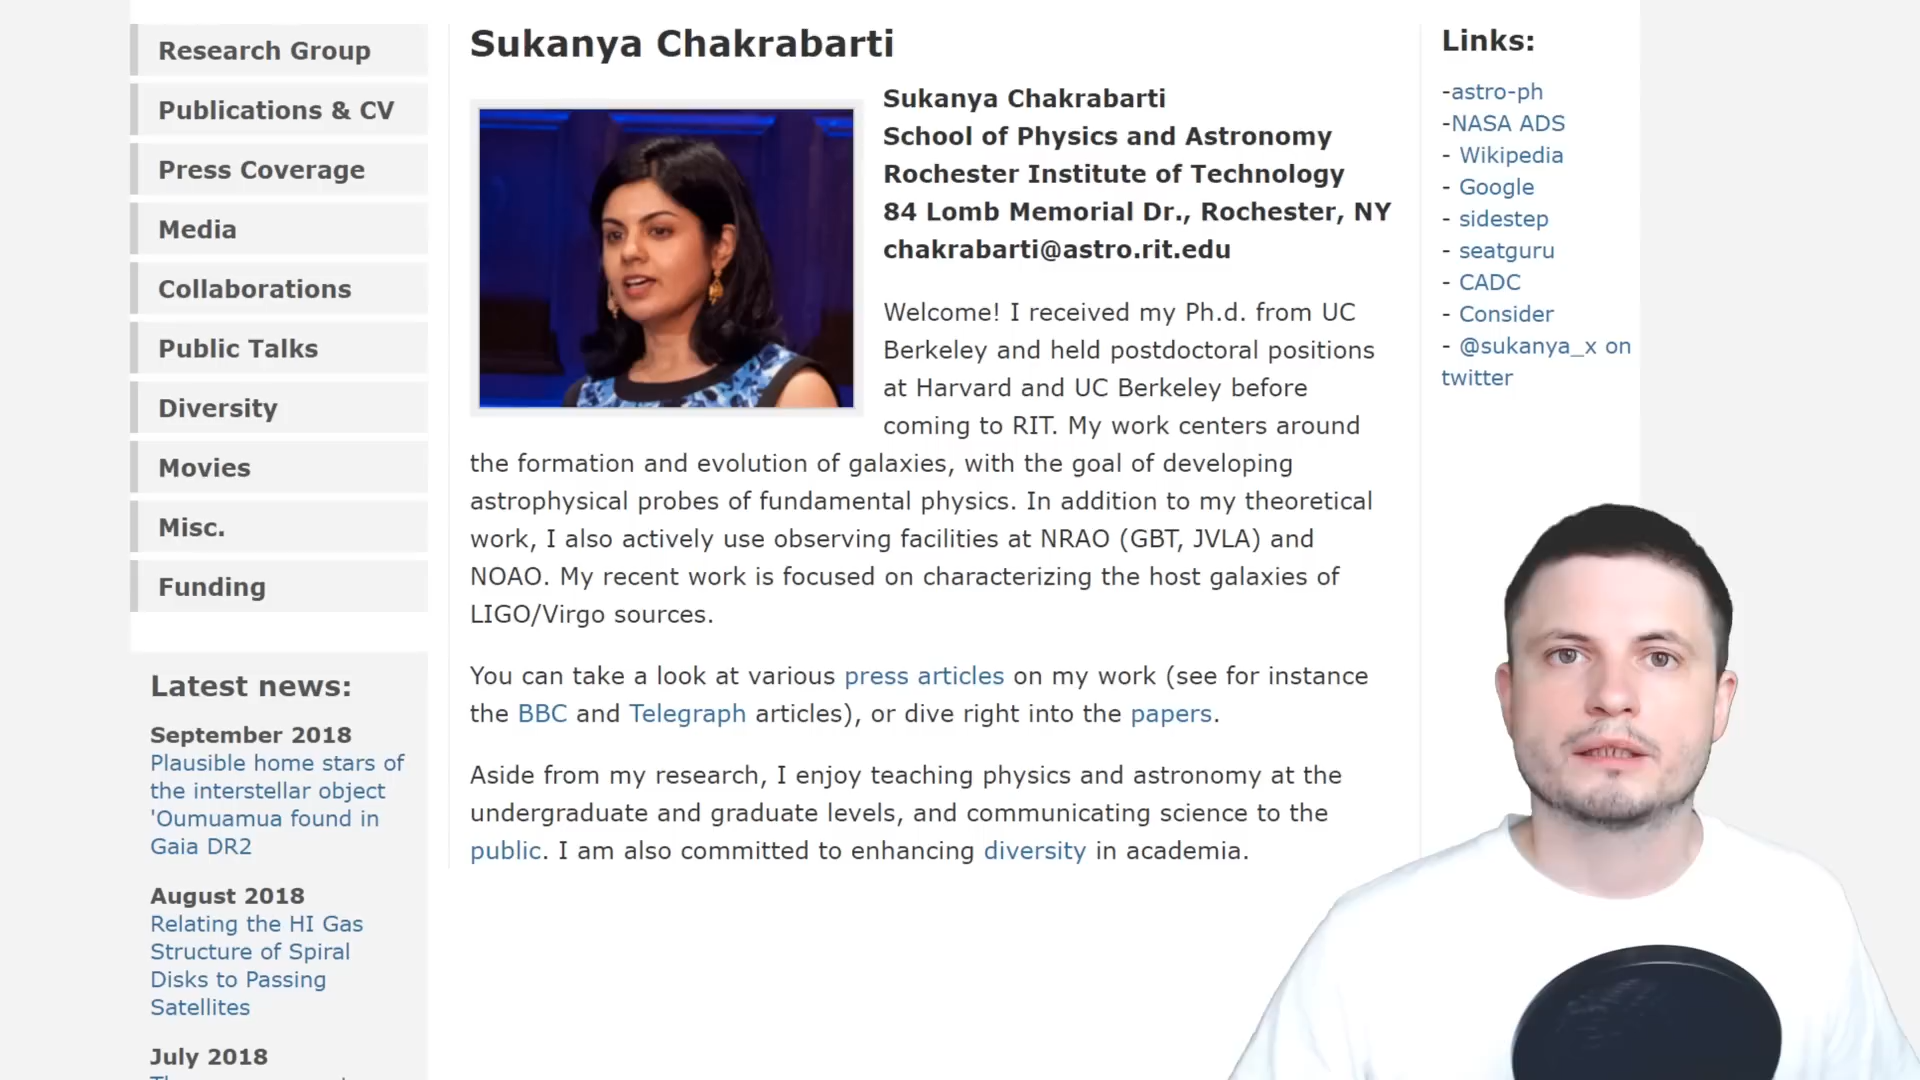 Research Group
Publications & CV
Press Coverage
Media
Collaborations
Public Talks
Diversity
Movies
Misc.
Funding
Latest news:
September 2018
Plausible home stars of
the interstellar object
'Oumuamua found in
Gaia DR2
August 2018
Relating the HI Gas
Structure of Spiral
Disks to Passing
Satellites
July 2018
Sukanya Chakrabarti
Sukanya Chakrabarti
School of Physics and Astronomy
Rochester Institute of Technology
84 Lomb Memorial Dr., Rochester, NY
chakrabarti@astro.rit.edu
Welcome! I received my Ph.d. from UC
Berkeley and held postdoctoral positions
at Harvard and UC Berkeley before
coming to RIT. My work centers around
the formation and evolution of galaxies, with the goal of developing
astrophysical probes of fundamental physics. In addition to my theoretical
work, I also actively use observing facilities at NRAO (GBT, JVLA) and
NOAO. My recent work is focused on characterizing the host galaxies of
LIGO/Virgo sources.
You can take a look at various press articles on my work (see for instance
the BBC and Telegraph articles), or dive right into the papers.
Aside from my research, I enjoy teaching physics and astronomy at the
undergraduate and graduate levels, and communicating science to the
public. I am also committed to enhancing diversity in academia.
Links:
-astro-ph
-NASA ADS
- Wikipedia
- Google
- sidestep
- seatguru
- CADC
- Consider
- @sukanya_x on
twitter